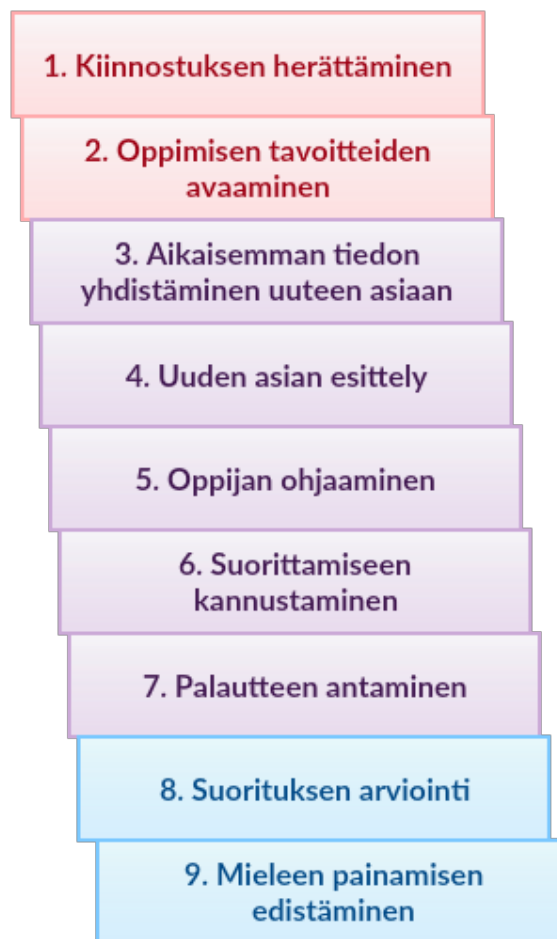 1. Kiinnostuksen herättäminen
2. Oppimisen tavoitteiden
avaaminen
3. Aikaisemman tiedon
yhdistäminen uuteen asiaan
4. Uuden asian esittely
5. Oppijan ohjaaminen
6. Suorittamiseen
kannustaminen
7. Palautteen antaminen
8. Suorituksen arviointi
9. Mieleen painamisen
edistäminen